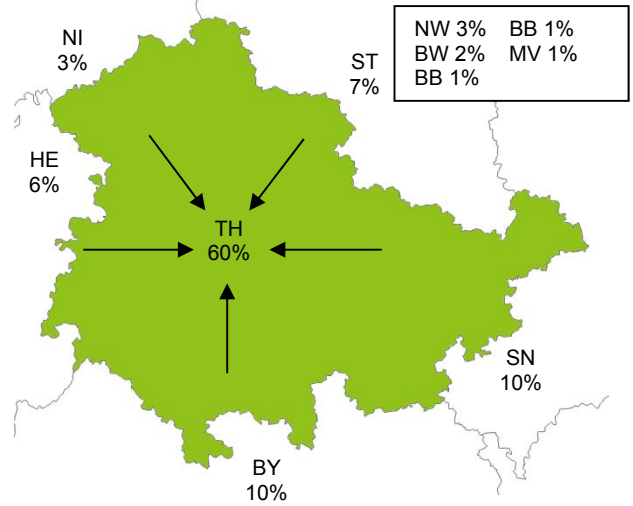 NI
3%
ST
7%
NW 3% BB 1%
BW 2% MV 1%
BB 1%
HE
6%
TH
60%
SN
10%
BY
10%